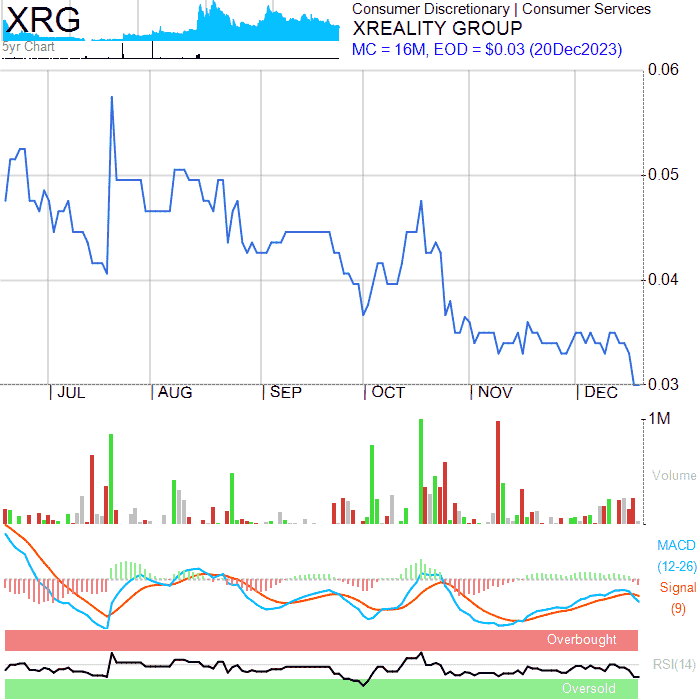 XRG
5yr Chart
Consumer Discretionary | Consumer Services
XREALITY GROUP
MC = 16M, EOD = $0.03 (20Dec2023)
0.06
0.05
0.04
0.03
JUL AUG SEP OCT NOV DEC
1M
Volume
MACD
(12-26)
Signal
(9)
Overbought
RSI(14)
Oversold